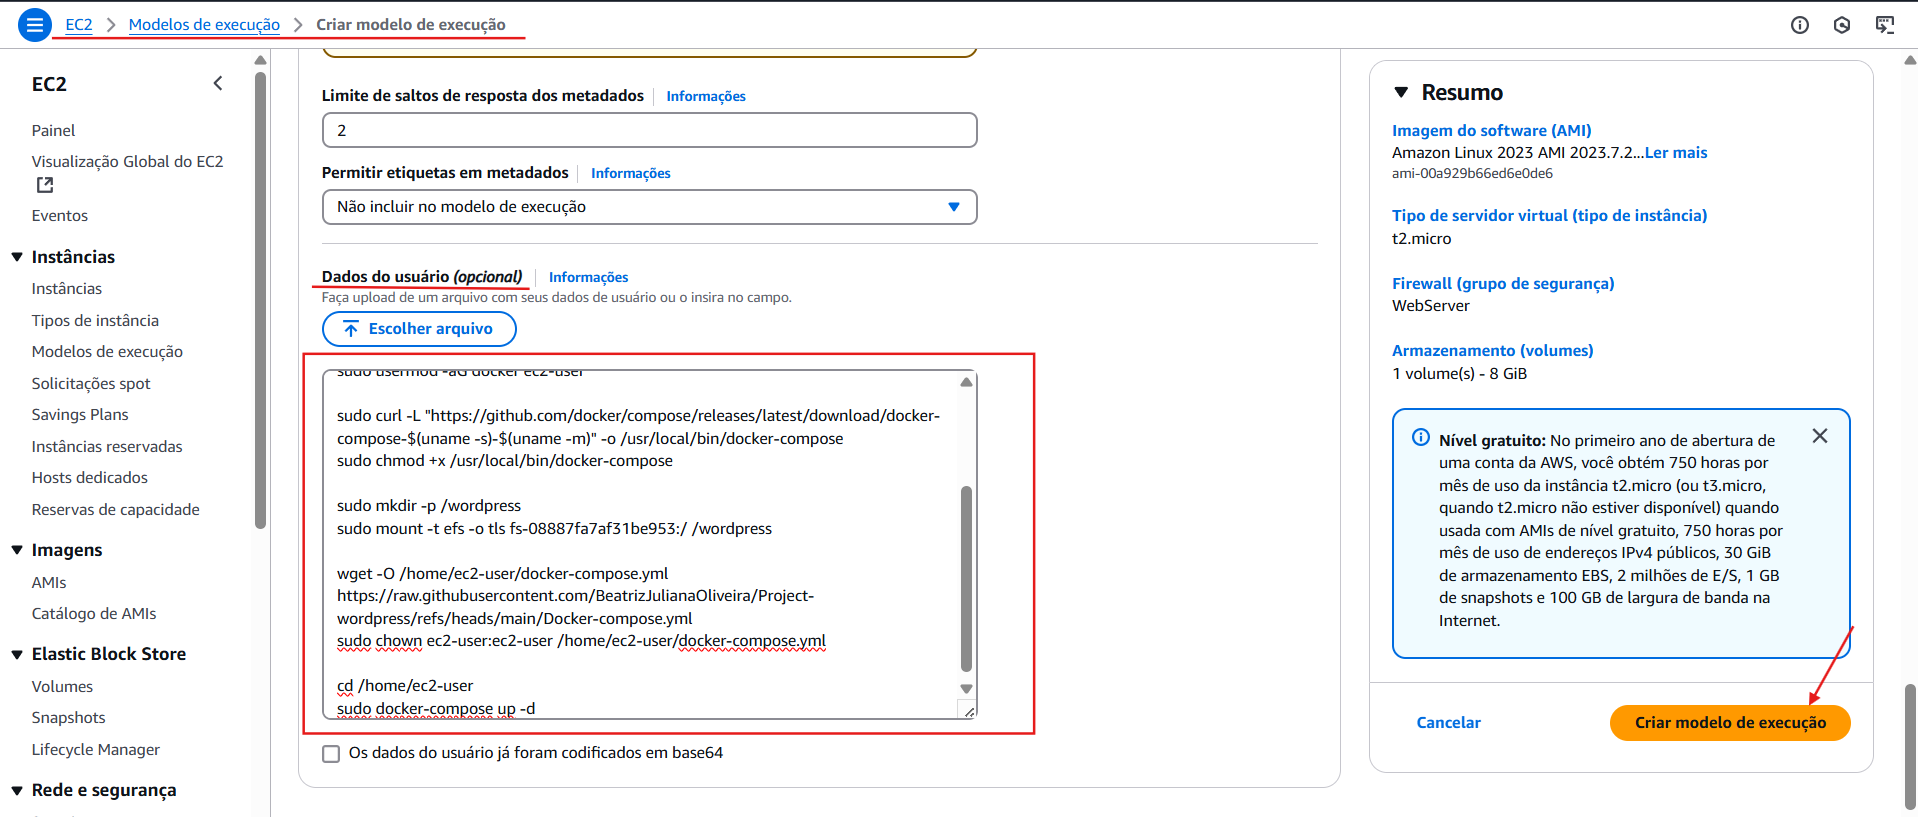 EC2 > Modelos de execução > Criar modelo de execução
EC2
Painel
Visualização Global do EC2
Eventos
Instâncias
Instâncias
Tipos de instância
Modelos de execução
Solicitações spot
Savings Plans
Instâncias reservadas
Hosts dedicados
Reservas de capacidade
Imagens
AMIs
Catálogo de AMIs
Elastic Block Store
Volumes
Snapshots
Lifecycle Manager
Rede e segurança
Limite de saltos de resposta dos metadados Informações
2
Permitir etiquetas em metadados Informações
Não incluir no modelo de execução
Dados do usuário (opcional) Informações
Faça upload de um arquivo com seus dados de usuário ou o insira no campo.
Escolher arquivo
sudo usermod -aG docker ec2-user
sudo curl -L "https://github.com/docker/compose/releases/latest/download/docker-
compose-$(uname -s)-$(uname -m)" -o /usr/local/bin/docker-compose
sudo chmod +x /usr/local/bin/docker-compose
sudo mkdir -p /wordpress
sudo mount -t efs -o tls fs-08887fa7af31be953:/ /wordpress
wget -O /home/ec2-user/docker-compose.yml
https://raw.githubusercontent.com/BeatrizJulianaOliveira/Project-
wordpress/refs/heads/main/Docker-compose.yml
sudo chown ec2-user:ec2-user /home/ec2-user/docker-compose.yml
cd /home/ec2-user
sudo docker-compose up -d
Os dados do usuário já foram codificados em base64
Resumo
Imagem do software (AMI)
Amazon Linux 2023 AMI 2023.7.2...Ler mais
ami-00a929b66ed6e0de6
Tipo de servidor virtual (tipo de instância)
t2.micro
Firewall (grupo de segurança)
WebServer
Armazenamento (volumes)
1 volume(s) - 8 GiB
Nível gratuito: No primeiro ano de abertura de
uma conta da AWS, você obtém 750 horas por
mês de uso da instância t2.micro (ou t3.micro,
quando t2.micro não estiver disponível) quando
usada com AMIs de nível gratuito, 750 horas por
mês de uso de endereços IPv4 públicos, 30 GiB
de armazenamento EBS, 2 milhões de E/S, 1 GB
de snapshots e 100 GB de largura de banda na
Internet.
Cancelar
Criar modelo de execução